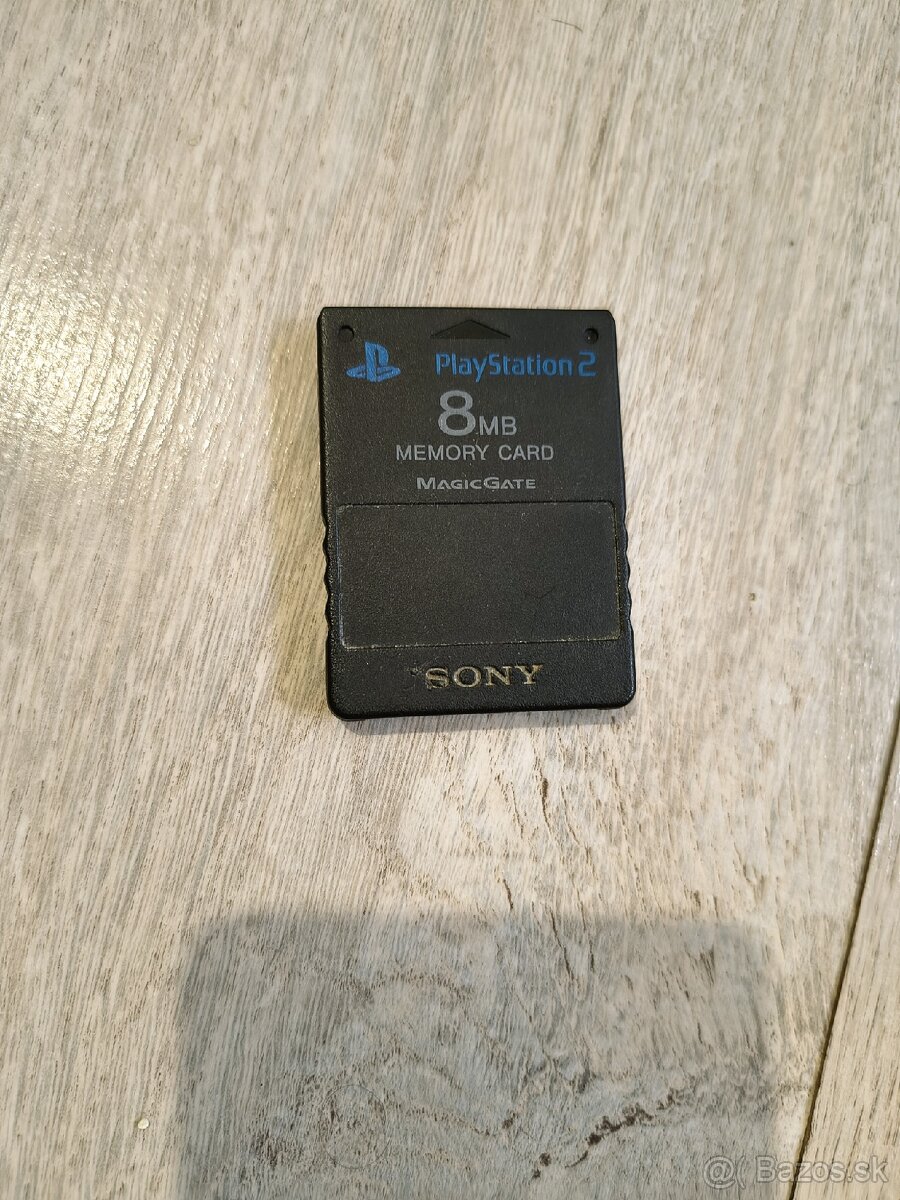 PlayStation 2
8MB
MEMORY CARD
MAGICGATE
SONY
@ Bazos.sk